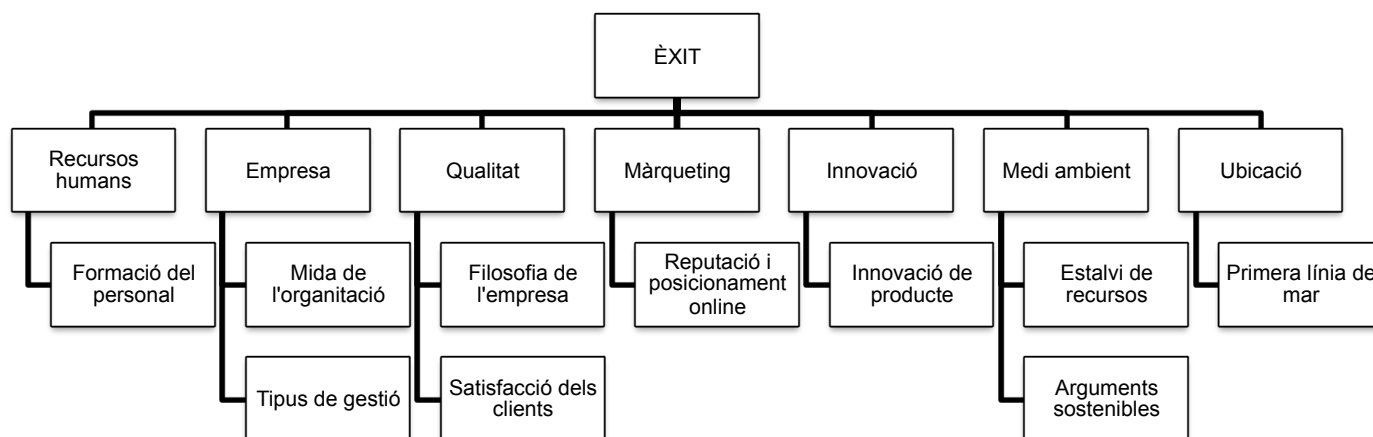 ÈXIT
Recursos
humans
Empresa
Qualitat
Màrqueting
Innovació
Medi ambient
Ubicació
Formació del
personal
Mida de
l'organitació
Filosofia de
l'empresa
Reputació i
posicionament
online
Innovació de
producte
Estalvi de
recursos
Primera línia de
mar
Tipus de gestió
Satisfacció dels
clients
Arguments
sostenibles